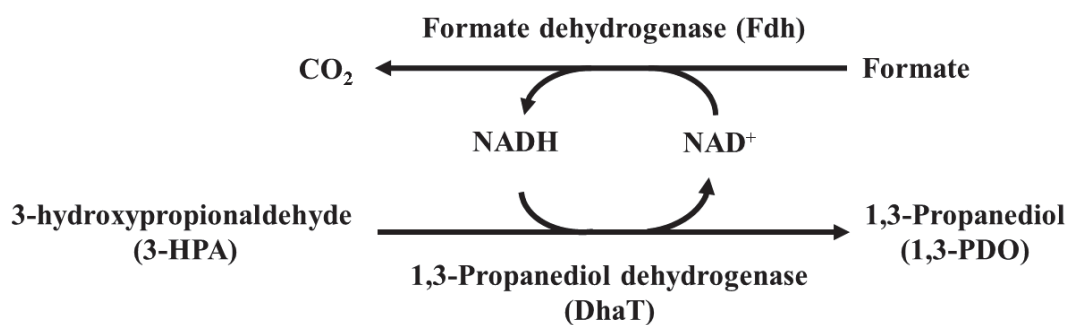 Formate dehydrogenase (Fdh)
CO₂
Formate
NADH
NAD⁺
3-hydroxypropionaldehyde
(3-HPA)
1,3-Propanediol
(1,3-PDO)
1,3-Propanediol dehydrogenase
(DhaT)